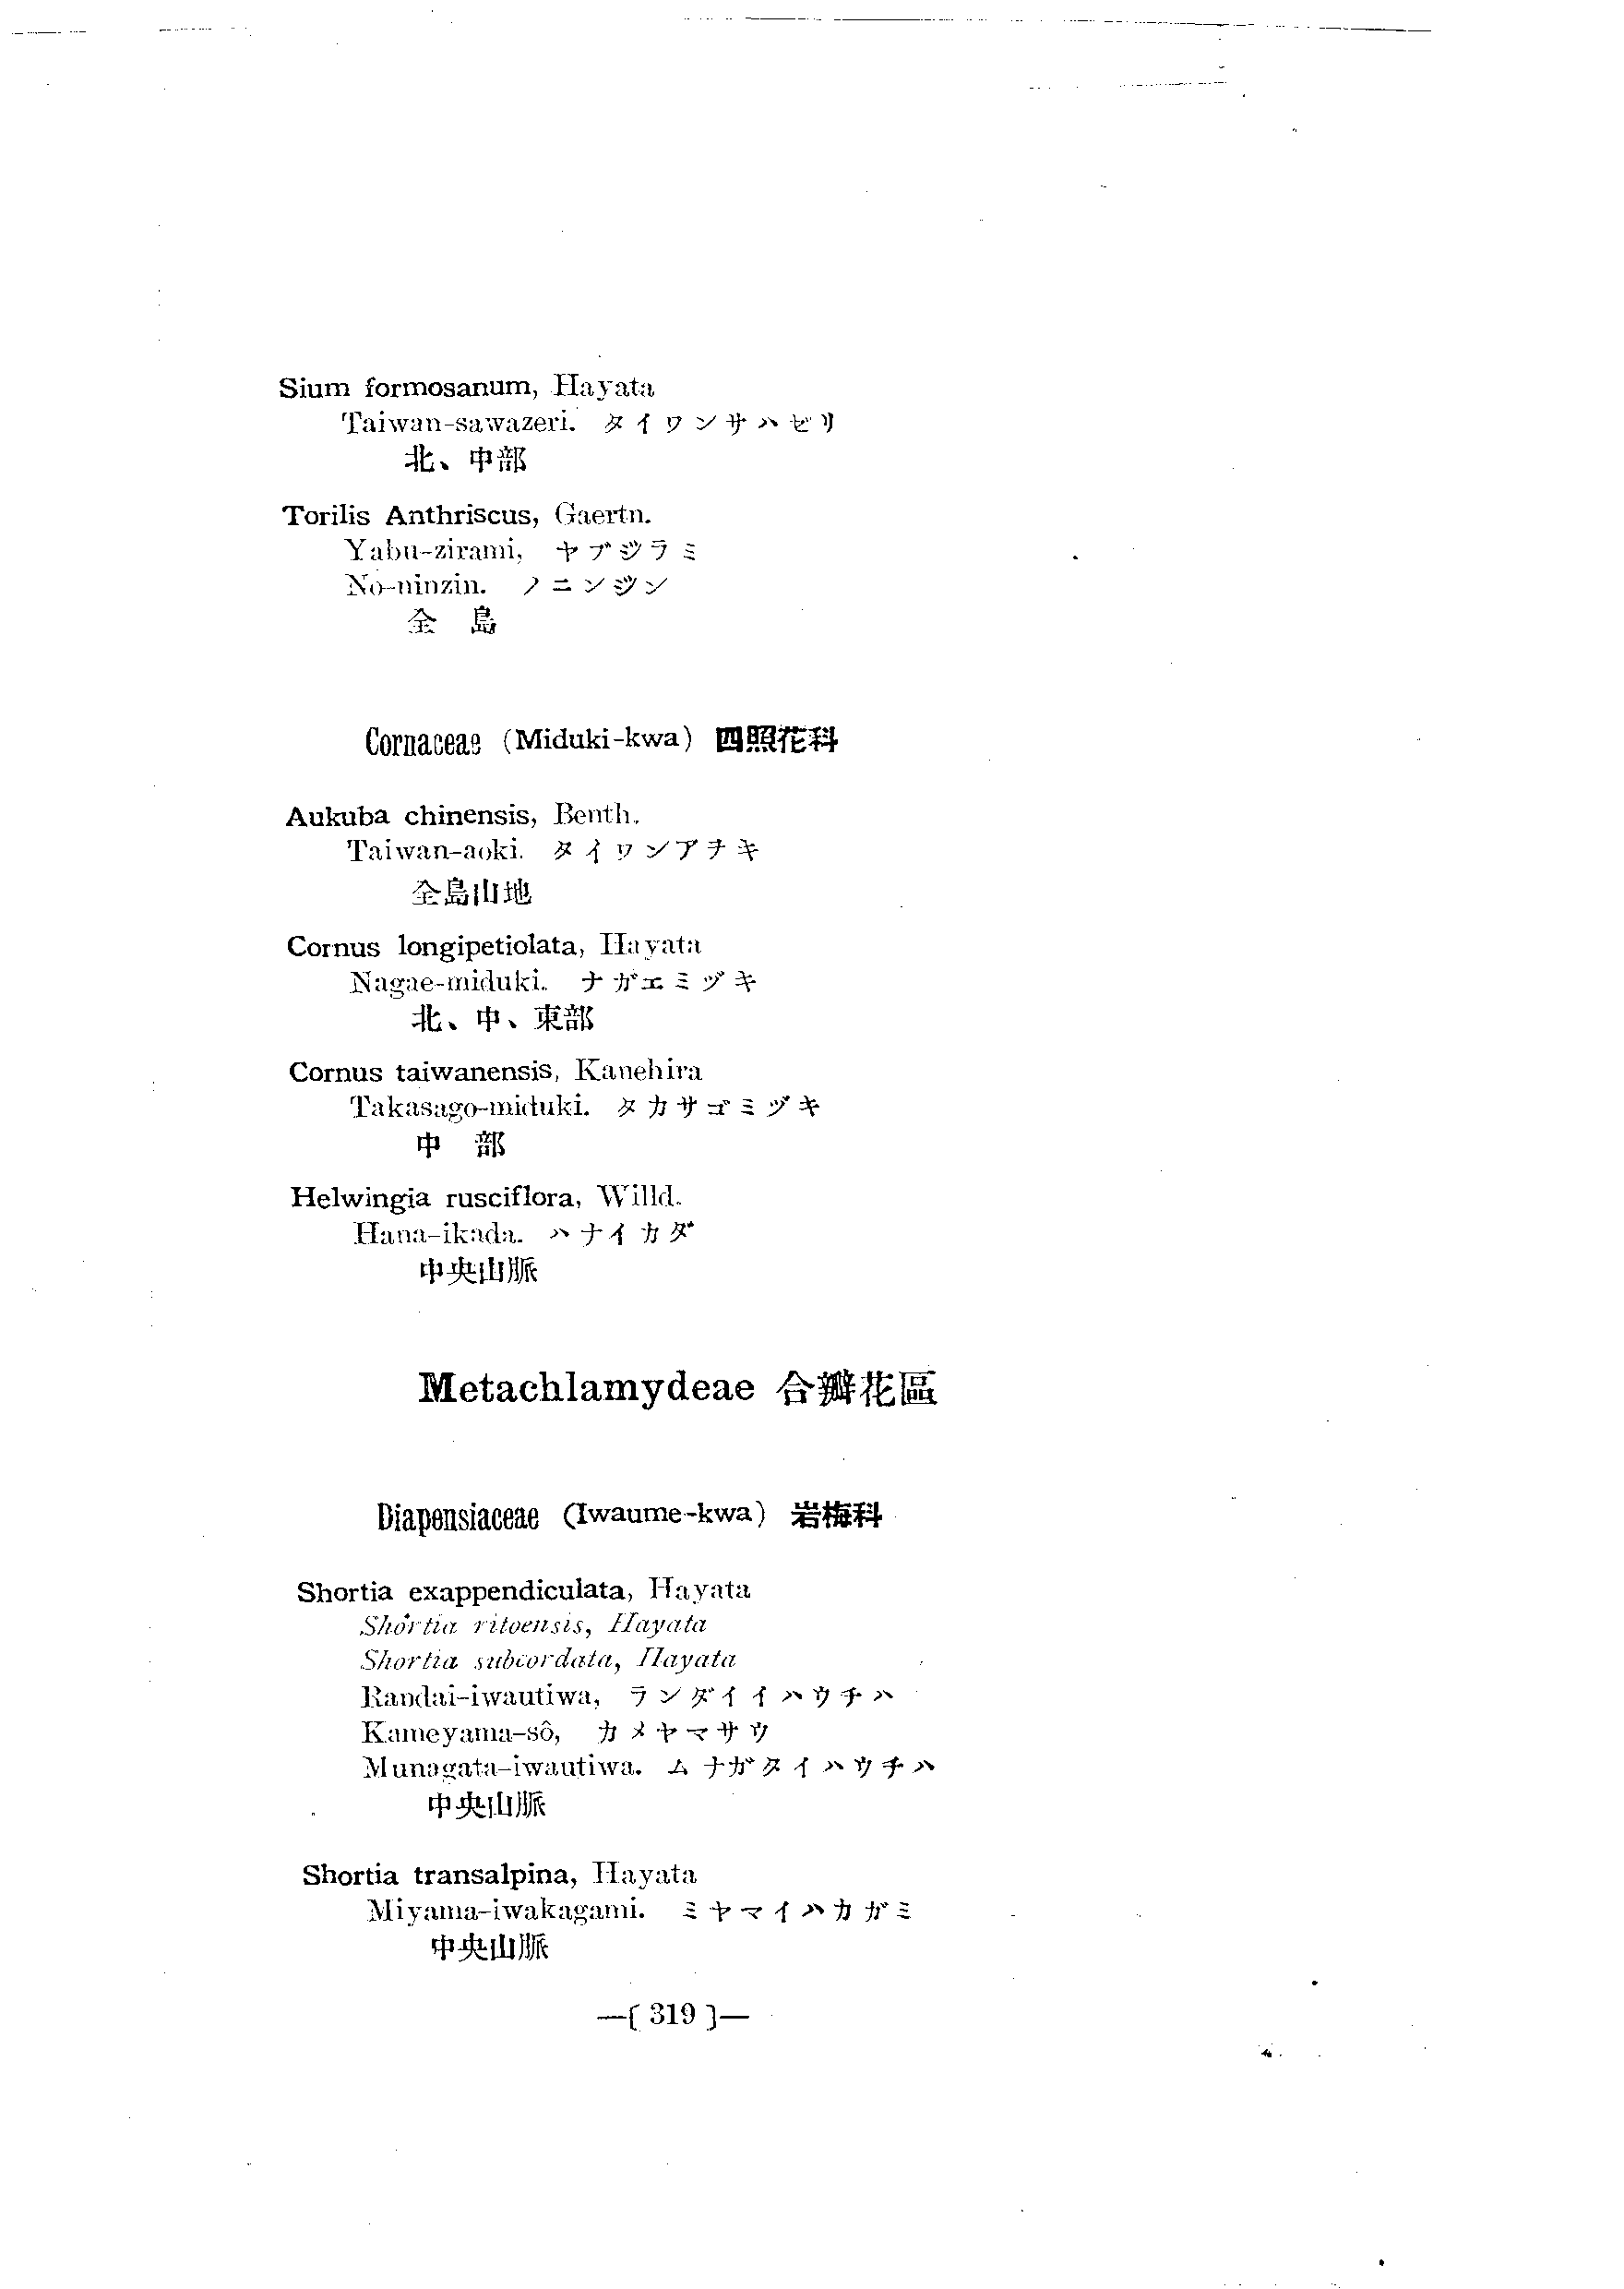 Sium formosanum, Hayata
Taiwan-sawazeri. タイワンサハゼリ
北、中部
Torilis Anthriscus, Gaertn.
Yabu-zirami, ヤブジラミ
No-ninzin. ノニンジン
全 島
Cornaceae (Miduki-kwa) 四照花科
Aukuba chinensis, Benth.
Taiwan-aoki. タイワンアヲキ
全島山地
Cornus longipetiolata, Hayata
Nagae-miduki. ナガエミヅキ
北、中、東部
Cornus taiwanensis, Kanehira
Takasago-miduki. タカサゴミヅキ
中 部
Helwingia rusciflora, Willd.
Hana-ikada. ハナイカダ
中央山脈
Metachlamydeae 合瓣花區
Diapensiaceae (Iwaume-kwa) 岩梅科
Shortia exappendiculata, Hayata
Shortia ritoensis, Hayata
Shortia subcordata, Hayata
Randai-iwautiwa, ランダイイハウチハ
Kameyama-sô, カメヤマサウ
Munagata-iwautiwa. ムナガタイハウチハ
中央山脈
Shortia transalpina, Hayata
Miyama-iwakagami. ミヤマイハカガミ
中央山脈
—[ 319 ]—